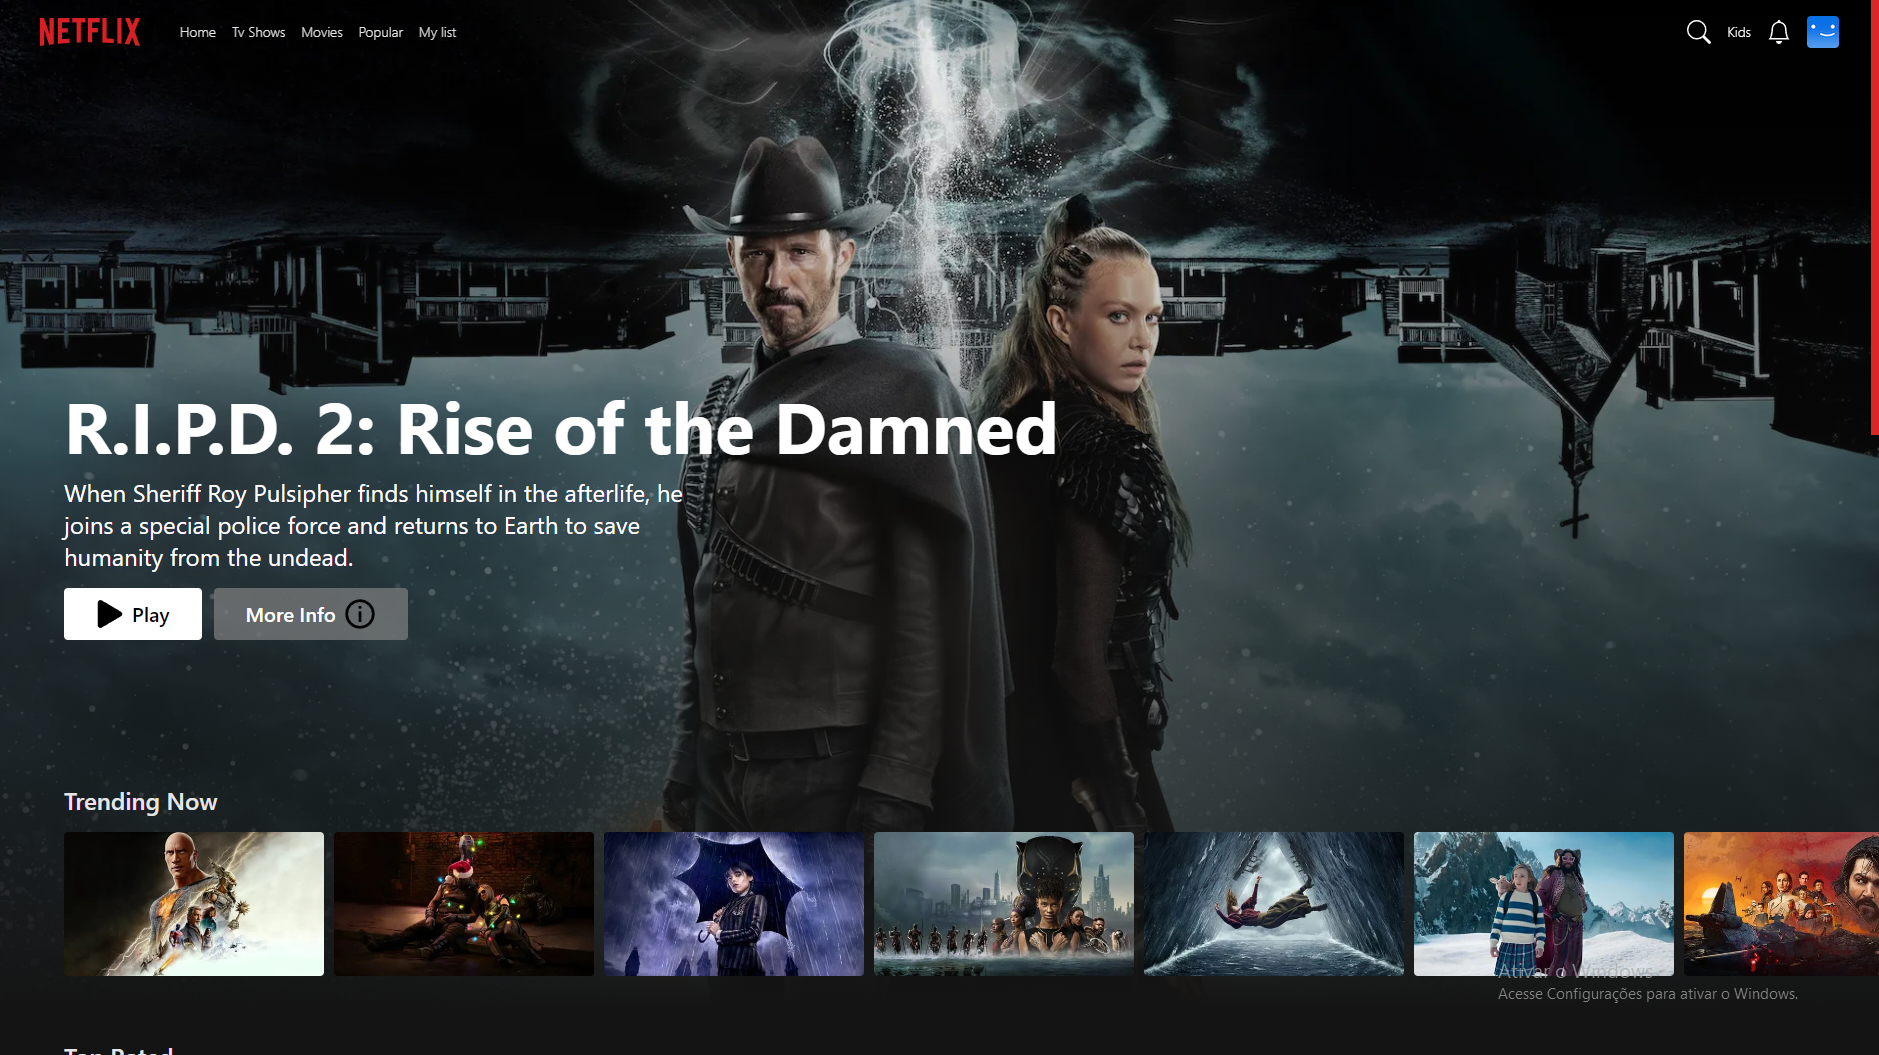 NETFLIX
Home Tv Shows Movies Popular My list
Kids
R.I.P.D. 2: Rise of the Damned
When Sheriff Roy Pulsipher finds himself in the afterlife, he
joins a special police force and returns to Earth to save
humanity from the undead.
Play More Info
Trending Now
Ativar o Windows
Acesse Configurações para ativar o Windows.
Top Rated